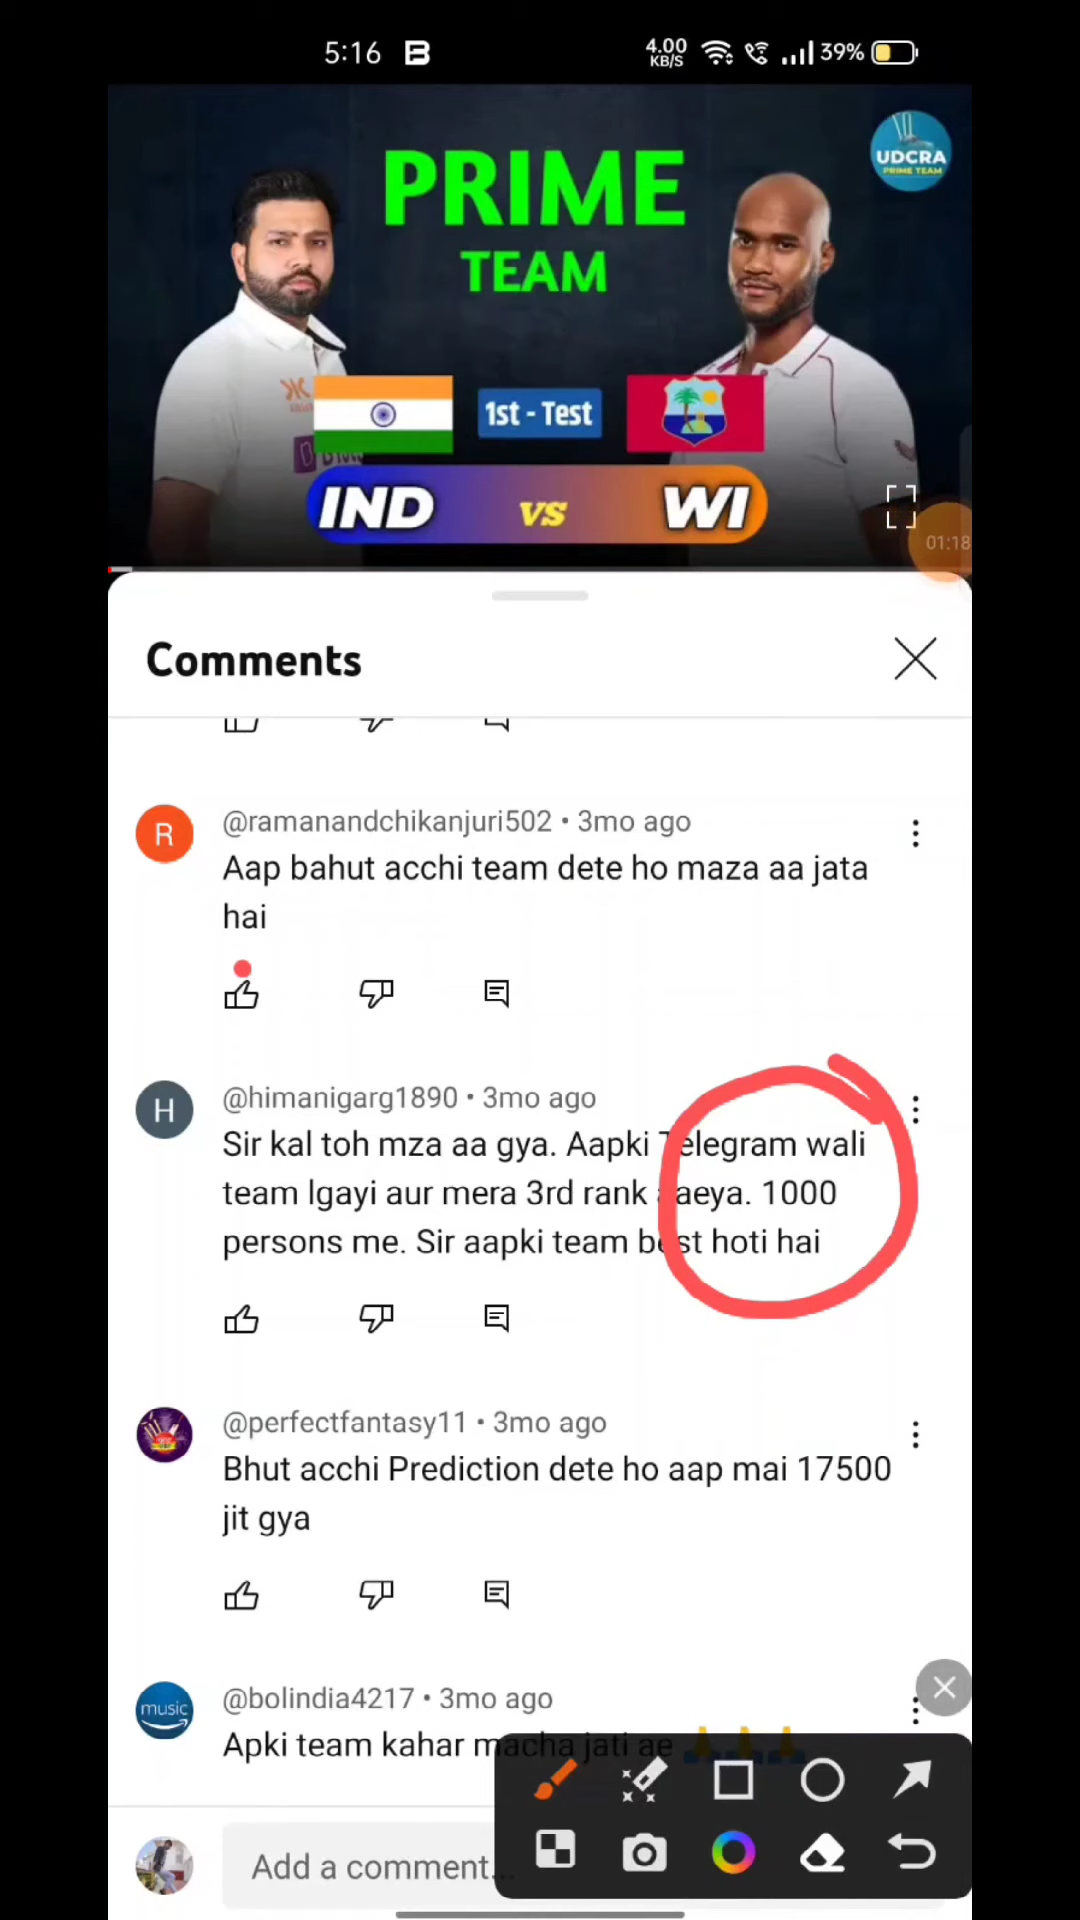 5:16
4.00
KB/S
39%
UDCRA
PRIME TEAM
PRIME
TEAM
1st - Test
IND vs WI
01:18
Comments
@ramanandchikanjuri502 • 3mo ago
R
Aap bahut acchi team dete ho maza aa jata
hai
@himanigarg1890 • 3mo ago
H
Sir kal toh mza aa gya. Aapki Telegram wali
team lgayi aur mera 3rd rank aaeya. 1000
persons me. Sir aapki team best hoti hai
@perfectfantasy11 • 3mo ago
Bhut acchi Prediction dete ho aap mai 17500
jit gya
@bolindia4217 • 3mo ago
music
Apki team kahar macha jati ae 🙏🙏🙏
Add a comment...